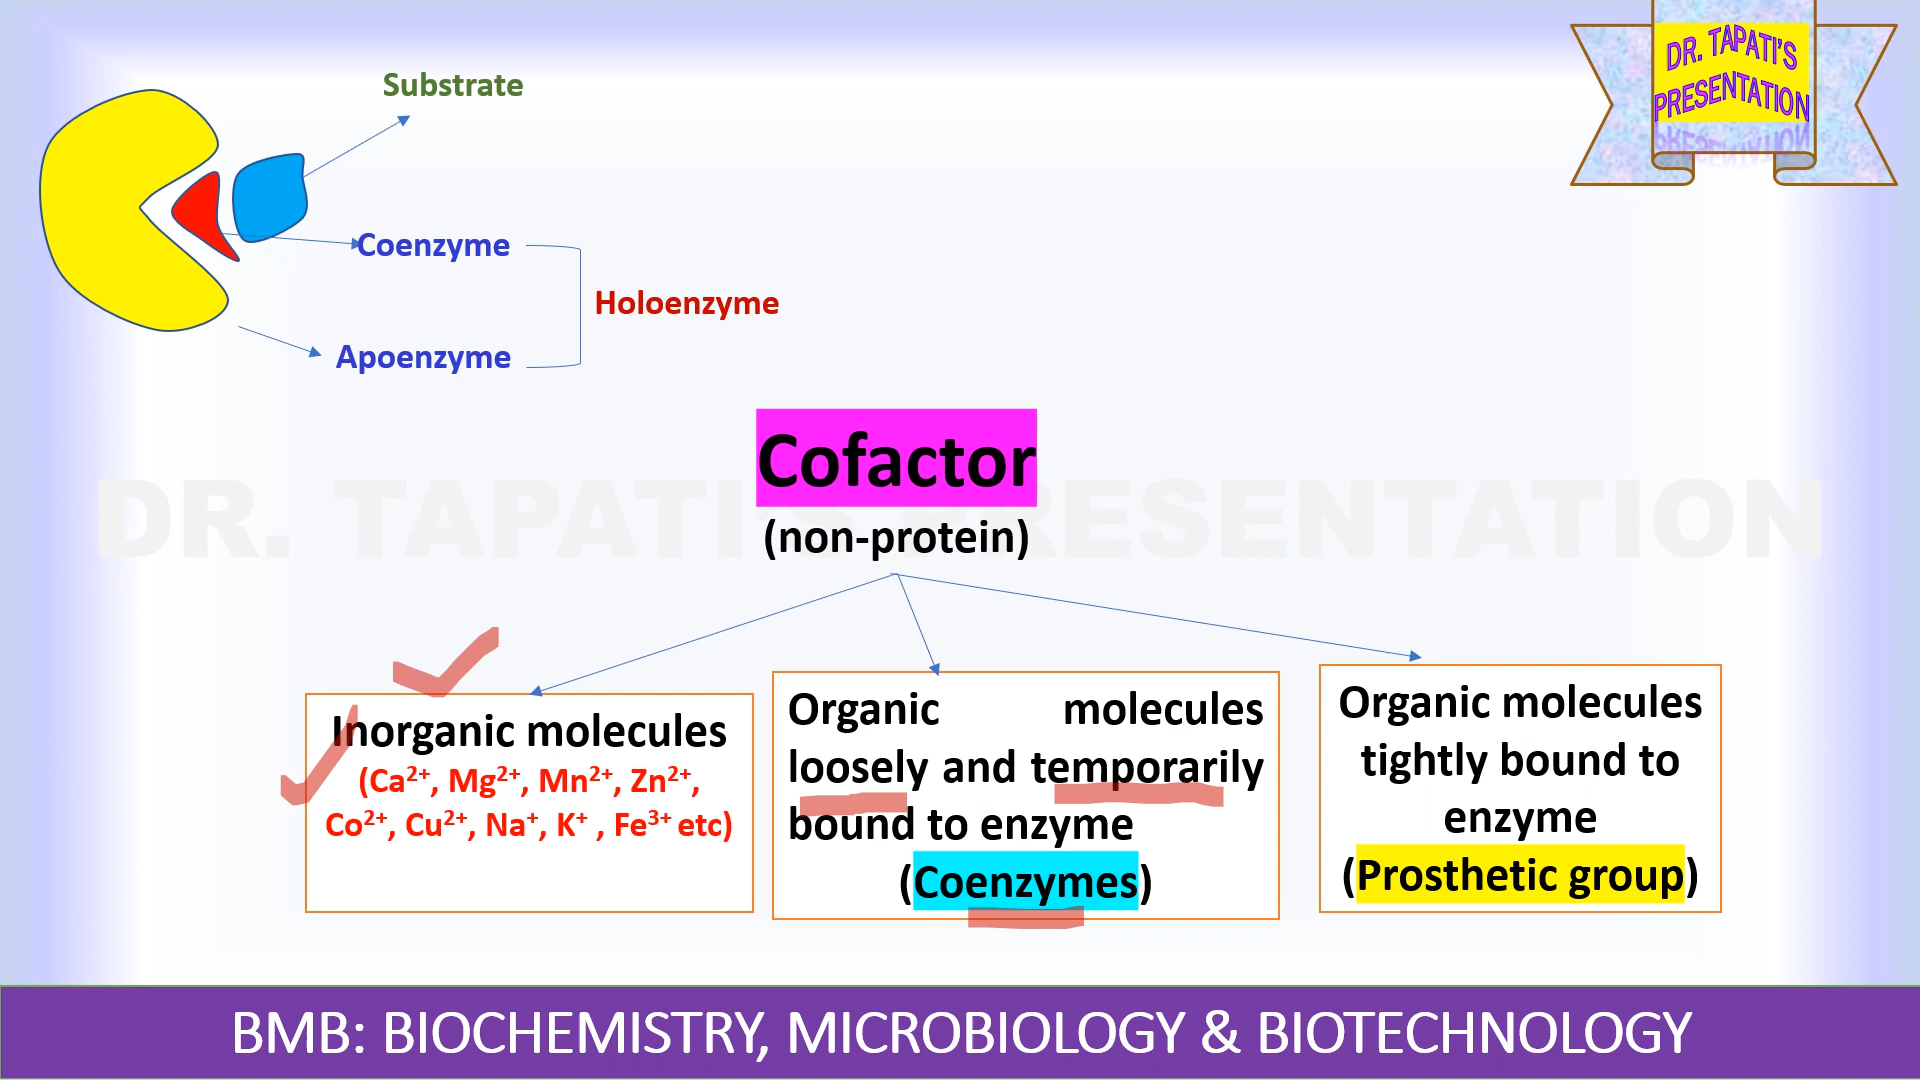 DR. TAPATI'S
PRESENTATION
Substrate
Coenzyme
Holoenzyme
Apoenzyme
Cofactor
(non-protein)
DR. TAPATI'S PRESENTATION
Inorganic molecules
(Ca²⁺, Mg²⁺, Mn²⁺, Zn²⁺,
Co²⁺, Cu²⁺, Na⁺, K⁺ , Fe³⁺ etc)
Organic molecules
loosely and temporarily
bound to enzyme
(Coenzymes)
Organic molecules
tightly bound to
enzyme
(Prosthetic group)
BMB: BIOCHEMISTRY, MICROBIOLOGY & BIOTECHNOLOGY